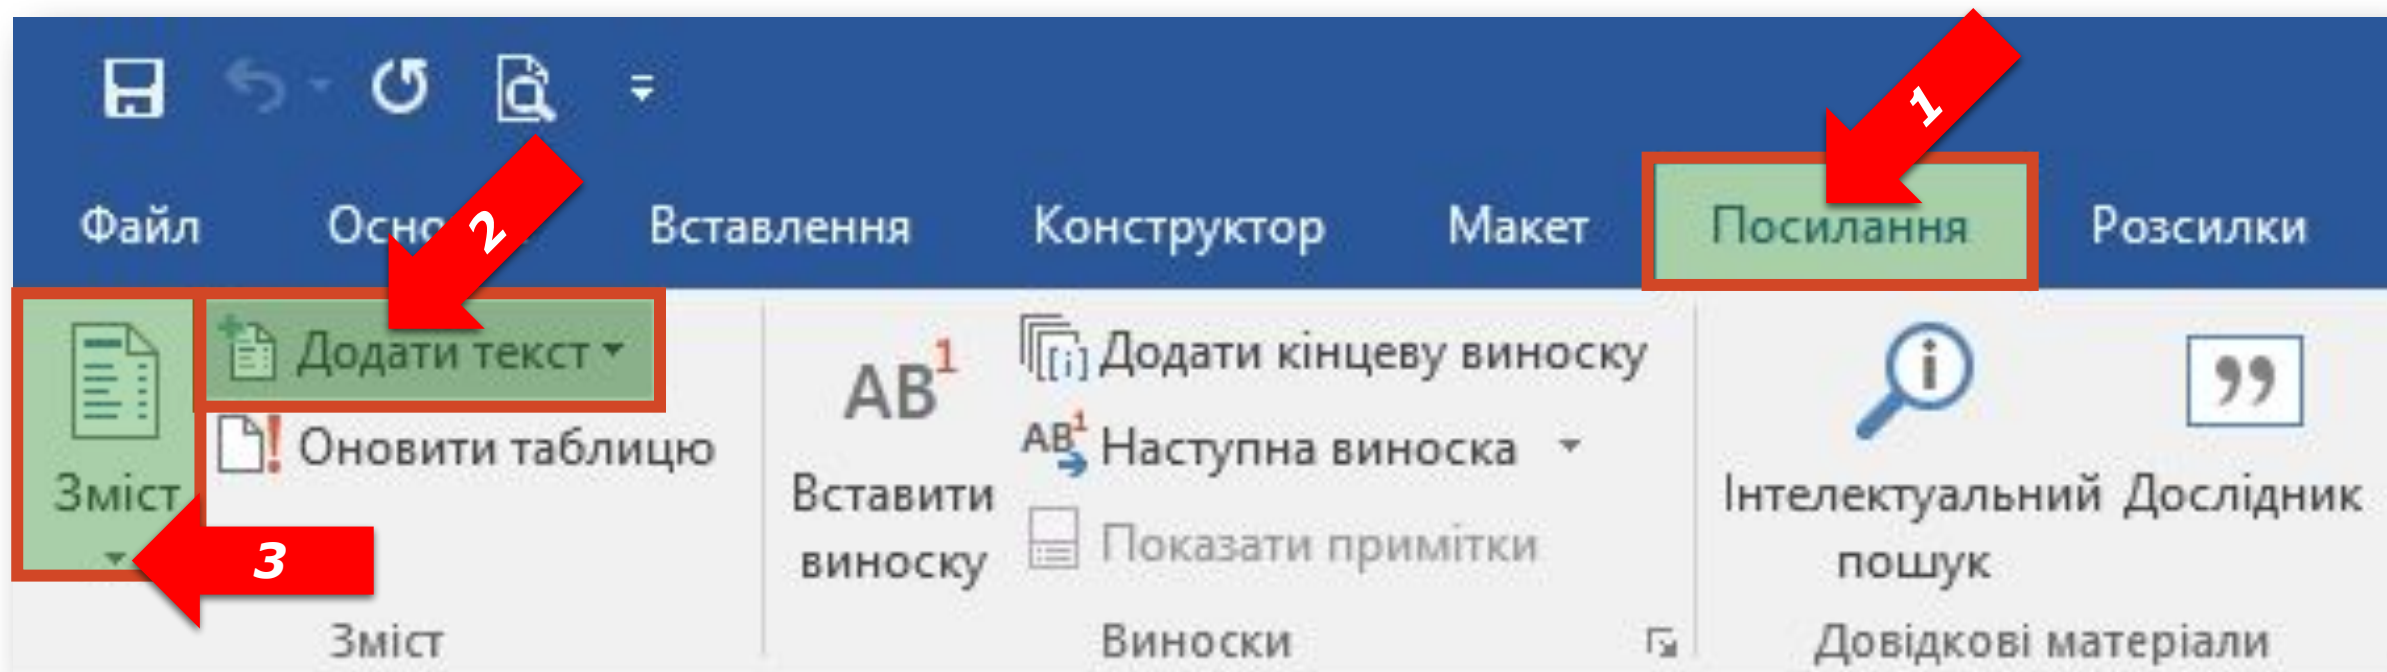 1
Файл
2
Вставлення
Конструктор
Макет
Посилання
Розсилки
Зміст
3
Додати текст
Оновити таблицю
Зміст
AB1
Вставити
виноску
[i] Додати кінцеву виноску
AB1 Наступна виноска
Показати примітки
Виноски
Інтелектуальний
пошук
Дослідник
Довідкові матеріали